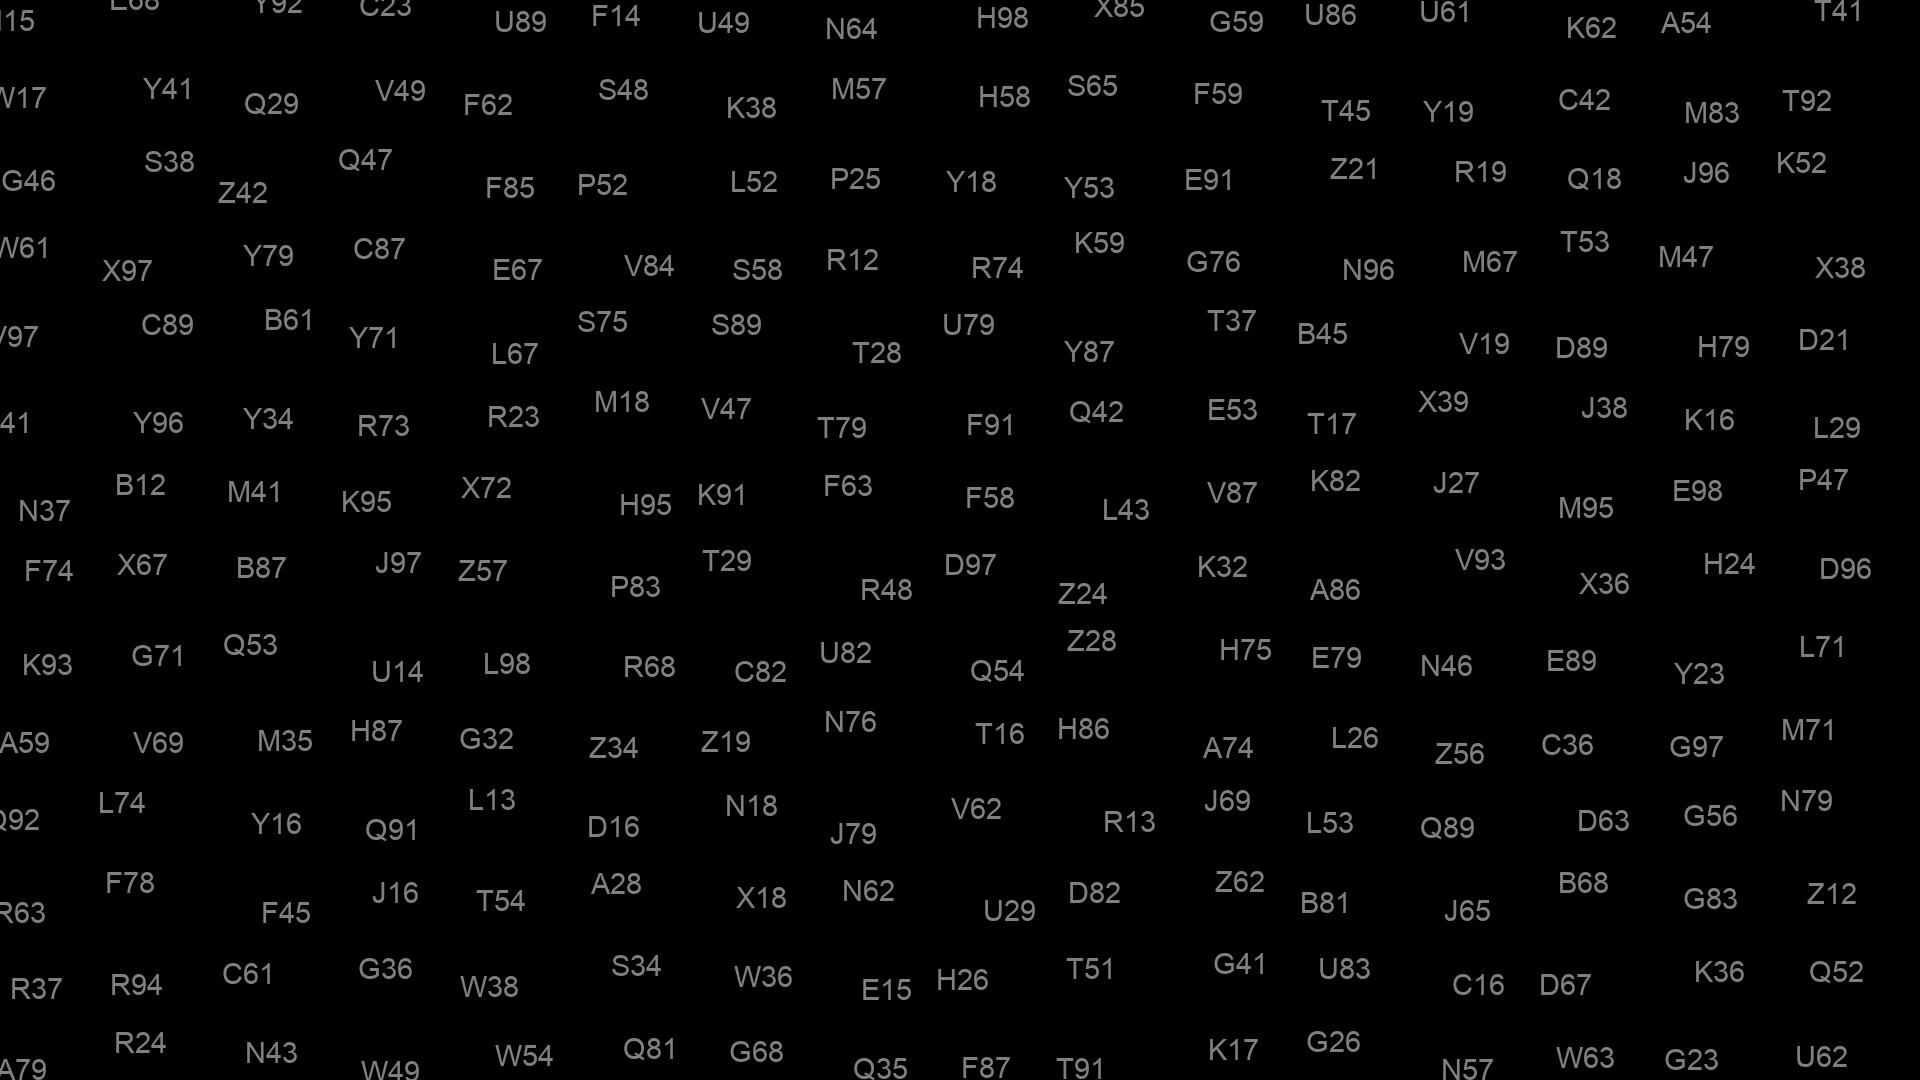 Y92 C23 U89 F14 U49 N64 H98 X85 G59 U86 U61 K62 A54 T41
W17 Y41 Q29 V49 F62 S48 K38 M57 H58 S65 F59 T45 Y19 C42 M83 T92
G46 S38 Z42 Q47 F85 P52 L52 P25 Y18 Y53 E91 Z21 R19 Q18 J96 K52
W61 X97 Y79 C87 E67 V84 S58 R12 R74 K59 G76 N96 M67 T53 M47 X38
V97 C89 B61 Y71 L67 S75 S89 T28 U79 Y87 T37 B45 V19 D89 H79 D21
41 Y96 Y34 R73 R23 M18 V47 T79 F91 Q42 E53 T17 X39 J38 K16 L29
N37 B12 M41 K95 X72 H95 K91 F63 F58 L43 V87 K82 J27 M95 E98 P47
F74 X67 B87 J97 Z57 P83 T29 R48 D97 Z24 K32 A86 V93 X36 H24 D96
K93 G71 Q53 U14 L98 R68 C82 U82 Q54 Z28 H75 E79 N46 E89 Y23 L71
A59 V69 M35 H87 G32 Z34 Z19 N76 T16 H86 A74 L26 Z56 C36 G97 M71
Q92 L74 Y16 Q91 L13 D16 N18 J79 V62 R13 J69 L53 Q89 D63 G56 N79
R63 F78 F45 J16 T54 A28 X18 N62 U29 D82 Z62 B81 J65 B68 G83 Z12
R37 R94 C61 G36 W38 S34 W36 E15 H26 T51 G41 U83 C16 D67 K36 Q52
A79 R24 N43 W49 W54 Q81 G68 Q35 F87 T91 K17 G26 N57 W63 G23 U62